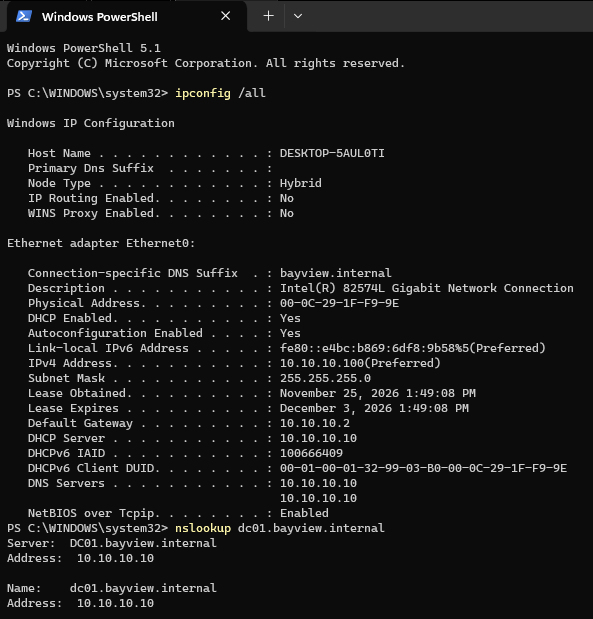 Windows PowerShell
Windows PowerShell 5.1
Copyright (C) Microsoft Corporation. All rights reserved.
PS C:\WINDOWS\system32> ipconfig /all
Windows IP Configuration
   Host Name . . . . . . . . . . . . : DESKTOP-5AUL0TI
   Primary Dns Suffix  . . . . . . . :
   Node Type . . . . . . . . . . . . : Hybrid
   IP Routing Enabled. . . . . . . . : No
   WINS Proxy Enabled. . . . . . . . : No
Ethernet adapter Ethernet0:
   Connection-specific DNS Suffix  . : bayview.internal
   Description . . . . . . . . . . . : Intel(R) 82574L Gigabit Network Connection
   Physical Address. . . . . . . . . : 00-0C-29-1F-F9-9E
   DHCP Enabled. . . . . . . . . . . : Yes
   Autoconfiguration Enabled . . . . : Yes
   Link-local IPv6 Address . . . . . : fe80::e4bc:b869:6df8:9b58%5(Preferred)
   IPv4 Address. . . . . . . . . . . : 10.10.10.100(Preferred)
   Subnet Mask . . . . . . . . . . . : 255.255.255.0
   Lease Obtained. . . . . . . . . . : November 25, 2026 1:49:08 PM
   Lease Expires . . . . . . . . . . : December 3, 2026 1:49:08 PM
   Default Gateway . . . . . . . . . : 10.10.10.2
   DHCP Server . . . . . . . . . . . : 10.10.10.10
   DHCPv6 IAID . . . . . . . . . . . : 100666409
   DHCPv6 Client DUID. . . . . . . . : 00-01-00-01-32-99-03-B0-00-0C-29-1F-F9-9E
   DNS Servers . . . . . . . . . . . : 10.10.10.10
                                       10.10.10.10
   NetBIOS over Tcpip. . . . . . . . : Enabled
PS C:\WINDOWS\system32> nslookup dc01.bayview.internal
Server:  DC01.bayview.internal
Address:  10.10.10.10
Name:    dc01.bayview.internal
Address:  10.10.10.10